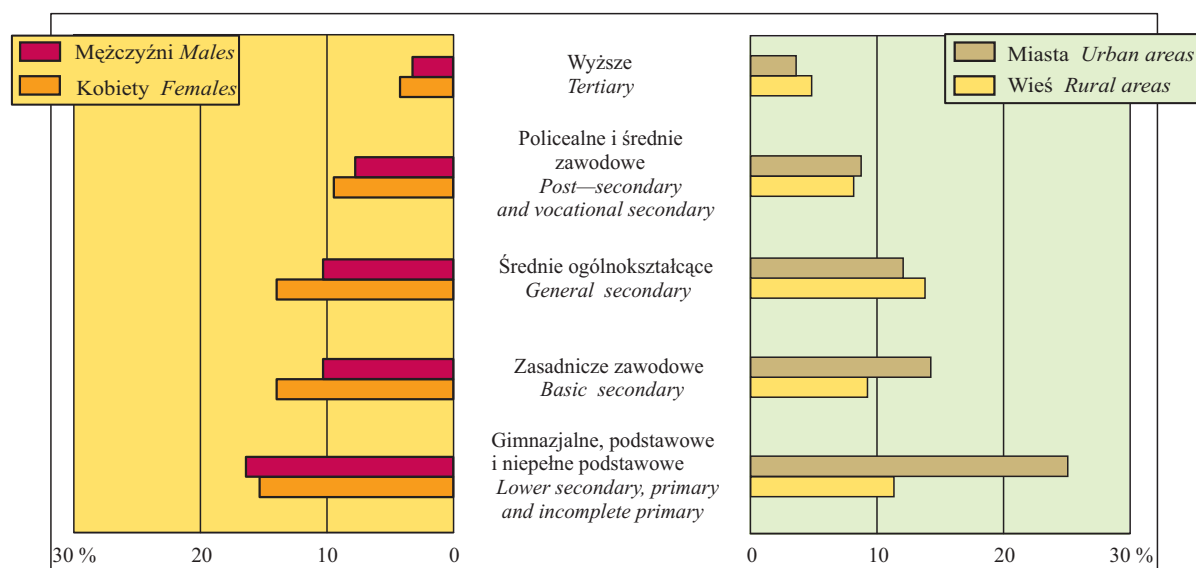 Mężczyźni Males
Kobiety Females
Miasta Urban areas
Wieś Rural areas
Wyższe
Tertiary
Policealne i średnie
zawodowe
Post—secondary
and vocational secondary
Średnie ogólnokształcące
General secondary
Zasadnicze zawodowe
Basic secondary
Gimnazjalne, podstawowe
i niepełne podstawowe
Lower secondary, primary
and incomplete primary
30 % 20 10 0 0 10 20 30 %